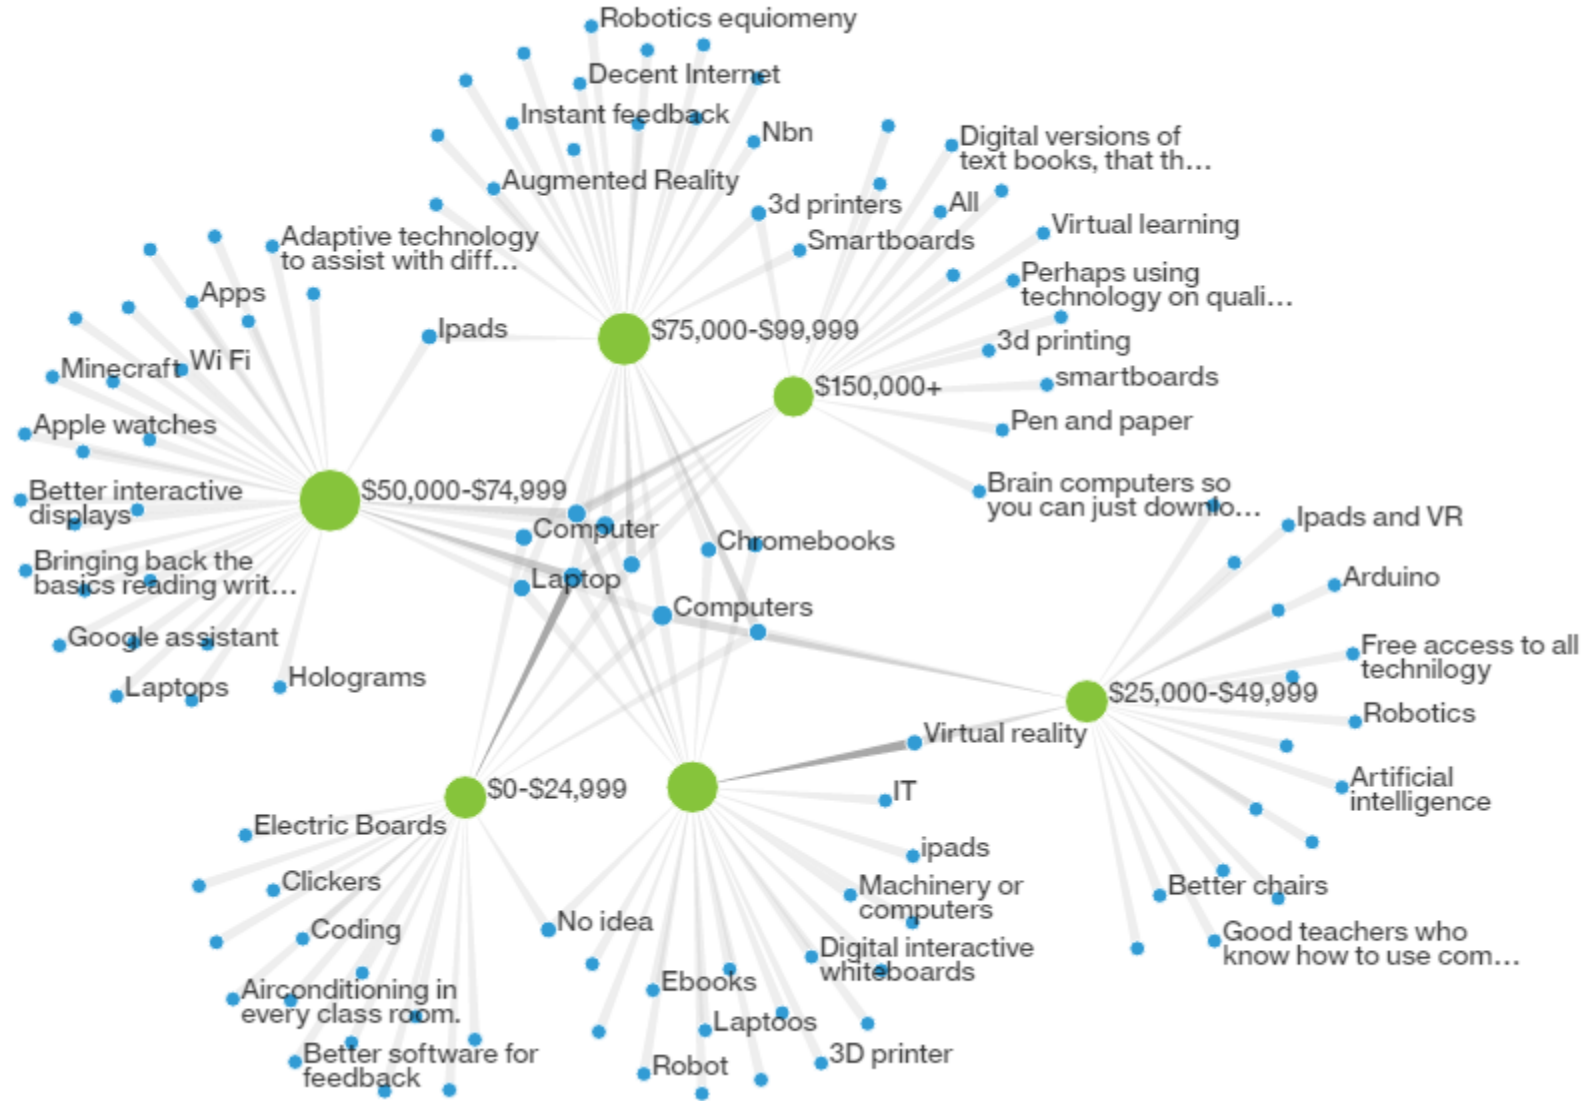 Robotics equiomeny
Decent Internet
Instant feedback
Nbn
Augmented Reality
3d printers
Smartboards
Digital versions of
text books, that th...
All
Virtual learning
Perhaps using
technology on quali...
3d printing
smartboards
Pen and paper
Brain computers so
you can just downlo...
Adaptive technology
to assist with diff...
Apps
Ipads
$75,000-$99,999
$150,000+
Minecraft
Wi Fi
Apple watches
$50,000-$74,999
Better interactive
displays
Computer
Chromebooks
Bringing back the
basics reading writ...
Laptop
Computers
Google assistant
Laptops
Holograms
Ipads and VR
Arduino
Free access to all
technilogy
$25,000-$49,999
Robotics
Virtual reality
Artificial
intelligence
Better chairs
Good teachers who
know how to use com...
$0-$24,999
Electric Boards
Clickers
Coding
Airconditioning in
every class room.
Better software for
feedback
No idea
IT
ipads
Machinery or
computers
Digital interactive
whiteboards
Ebooks
Laptoos
Robot
3D printer